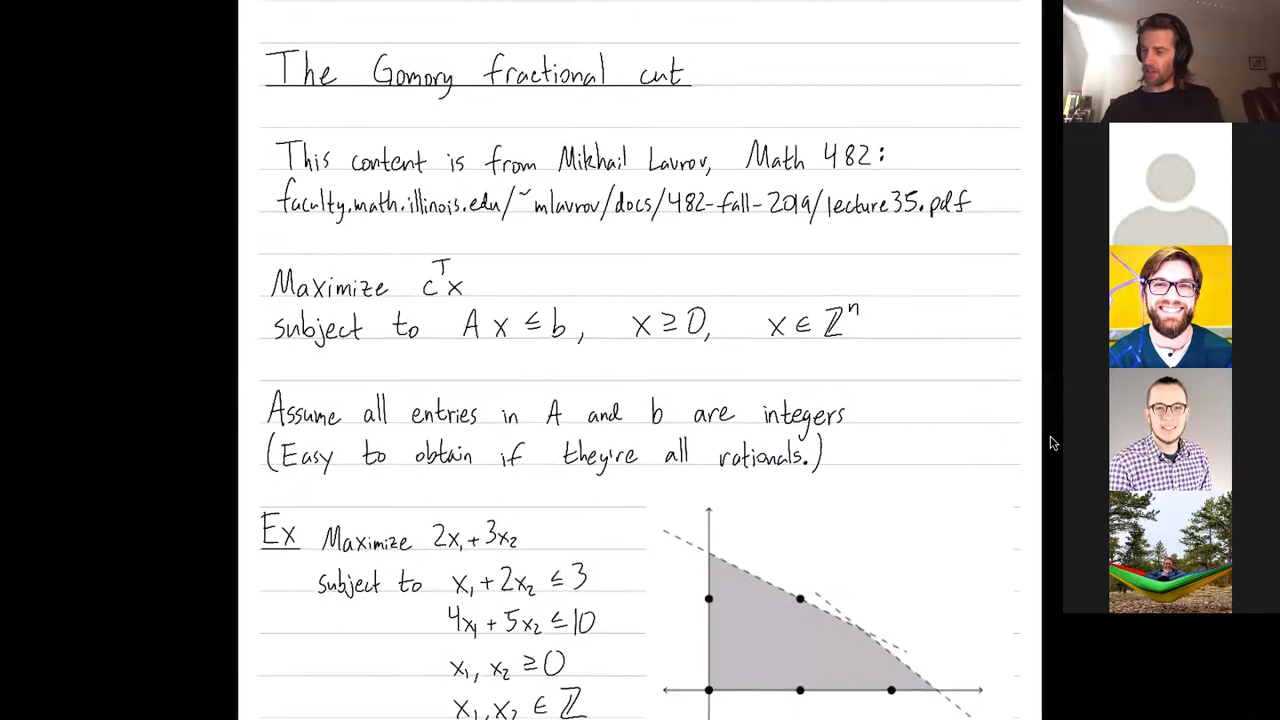 The Gomory fractional cut
This content is from Mikhail Lavrov, Math 482:
faculty.math.illinois.edu/~mlavrov/docs/482-fall-2019/lecture35.pdf
Maximize cᵀx
subject to Ax ≤ b, x ≥ 0, x ∈ ℤⁿ
Assume all entries in A and b are integers
(Easy to obtain if they're all rationals.)
Ex Maximize 2x₁+3x₂
subject to x₁+2x₂ ≤ 3
4x₁+5x₂ ≤ 10
x₁, x₂ ≥ 0
x₁, x₂ ∈ ℤ